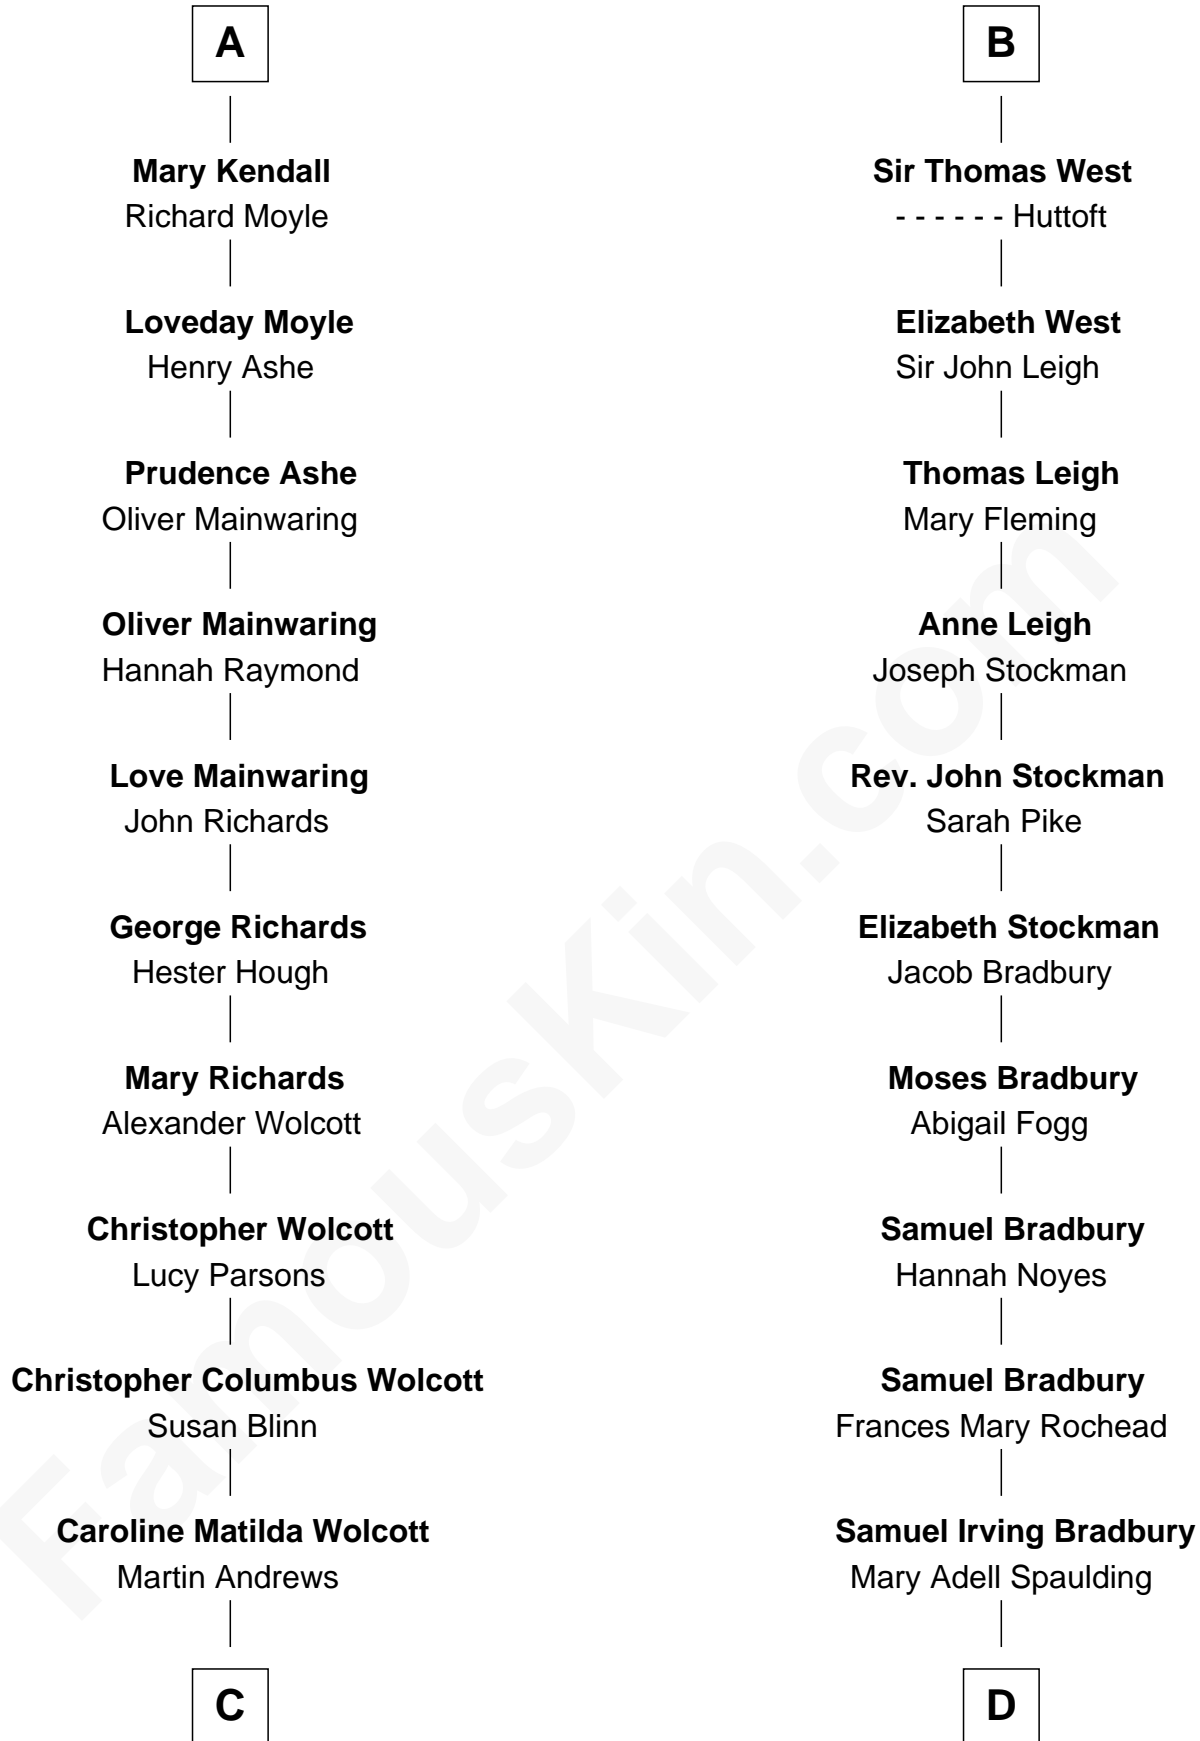 A
Mary Kendall
Richard Moyle
Loveday Moyle
Henry Ashe
Prudence Ashe
Oliver Mainwaring
Oliver Mainwaring
Hannah Raymond
Love Mainwaring
John Richards
George Richards
Hester Hough
Mary Richards
Alexander Wolcott
Christopher Wolcott
Lucy Parsons
Christopher Columbus Wolcott
Susan Blinn
Caroline Matilda Wolcott
Martin Andrews
C
B
Sir Thomas West
- - - - - - Huttoft
Elizabeth West
Sir John Leigh
Thomas Leigh
Mary Fleming
Anne Leigh
Joseph Stockman
Rev. John Stockman
Sarah Pike
Elizabeth Stockman
Jacob Bradbury
Moses Bradbury
Abigail Fogg
Samuel Bradbury
Hannah Noyes
Samuel Bradbury
Frances Mary Rochead
Samuel Irving Bradbury
Mary Adell Spaulding
D
FamousKin.com